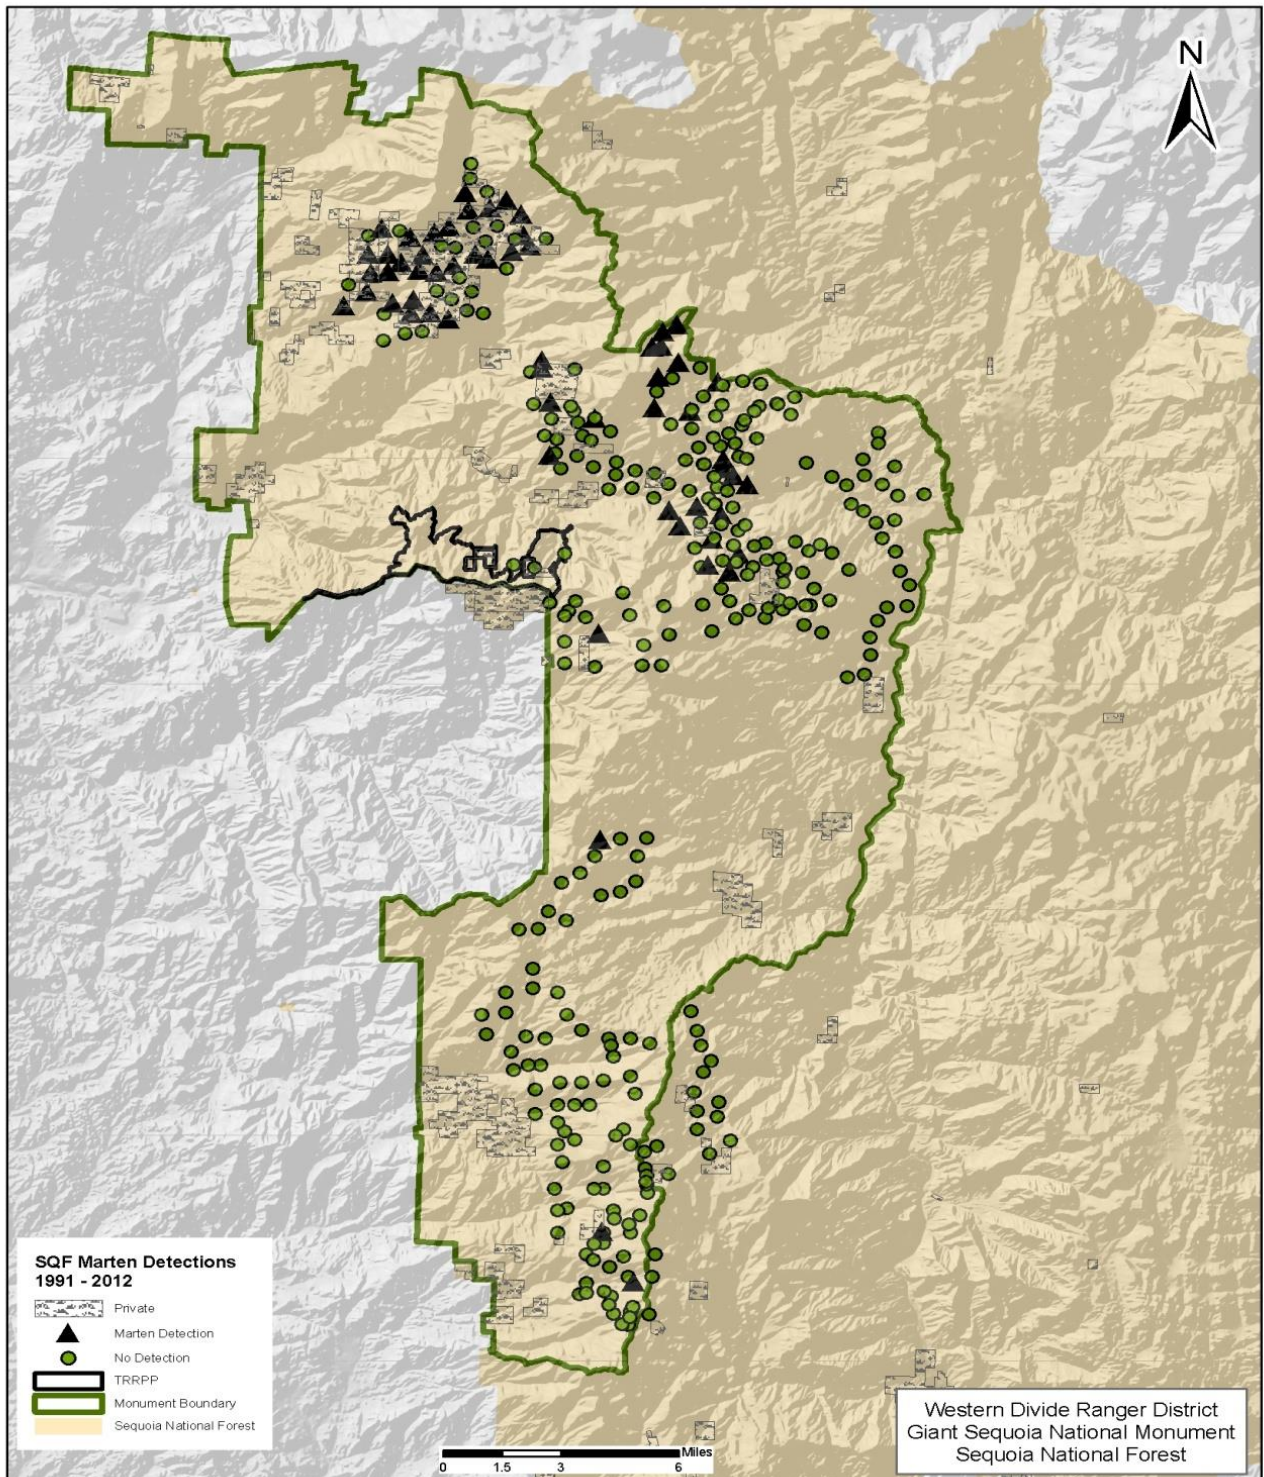 N
SQF Marten Detections
1991 - 2012
Private
Marten Detection
No Detection
TRRPP
Monument Boundary
Sequoia National Forest
Miles
0 1.5 3 6
Western Divide Ranger District
Giant Sequoia National Monument
Sequoia National Forest